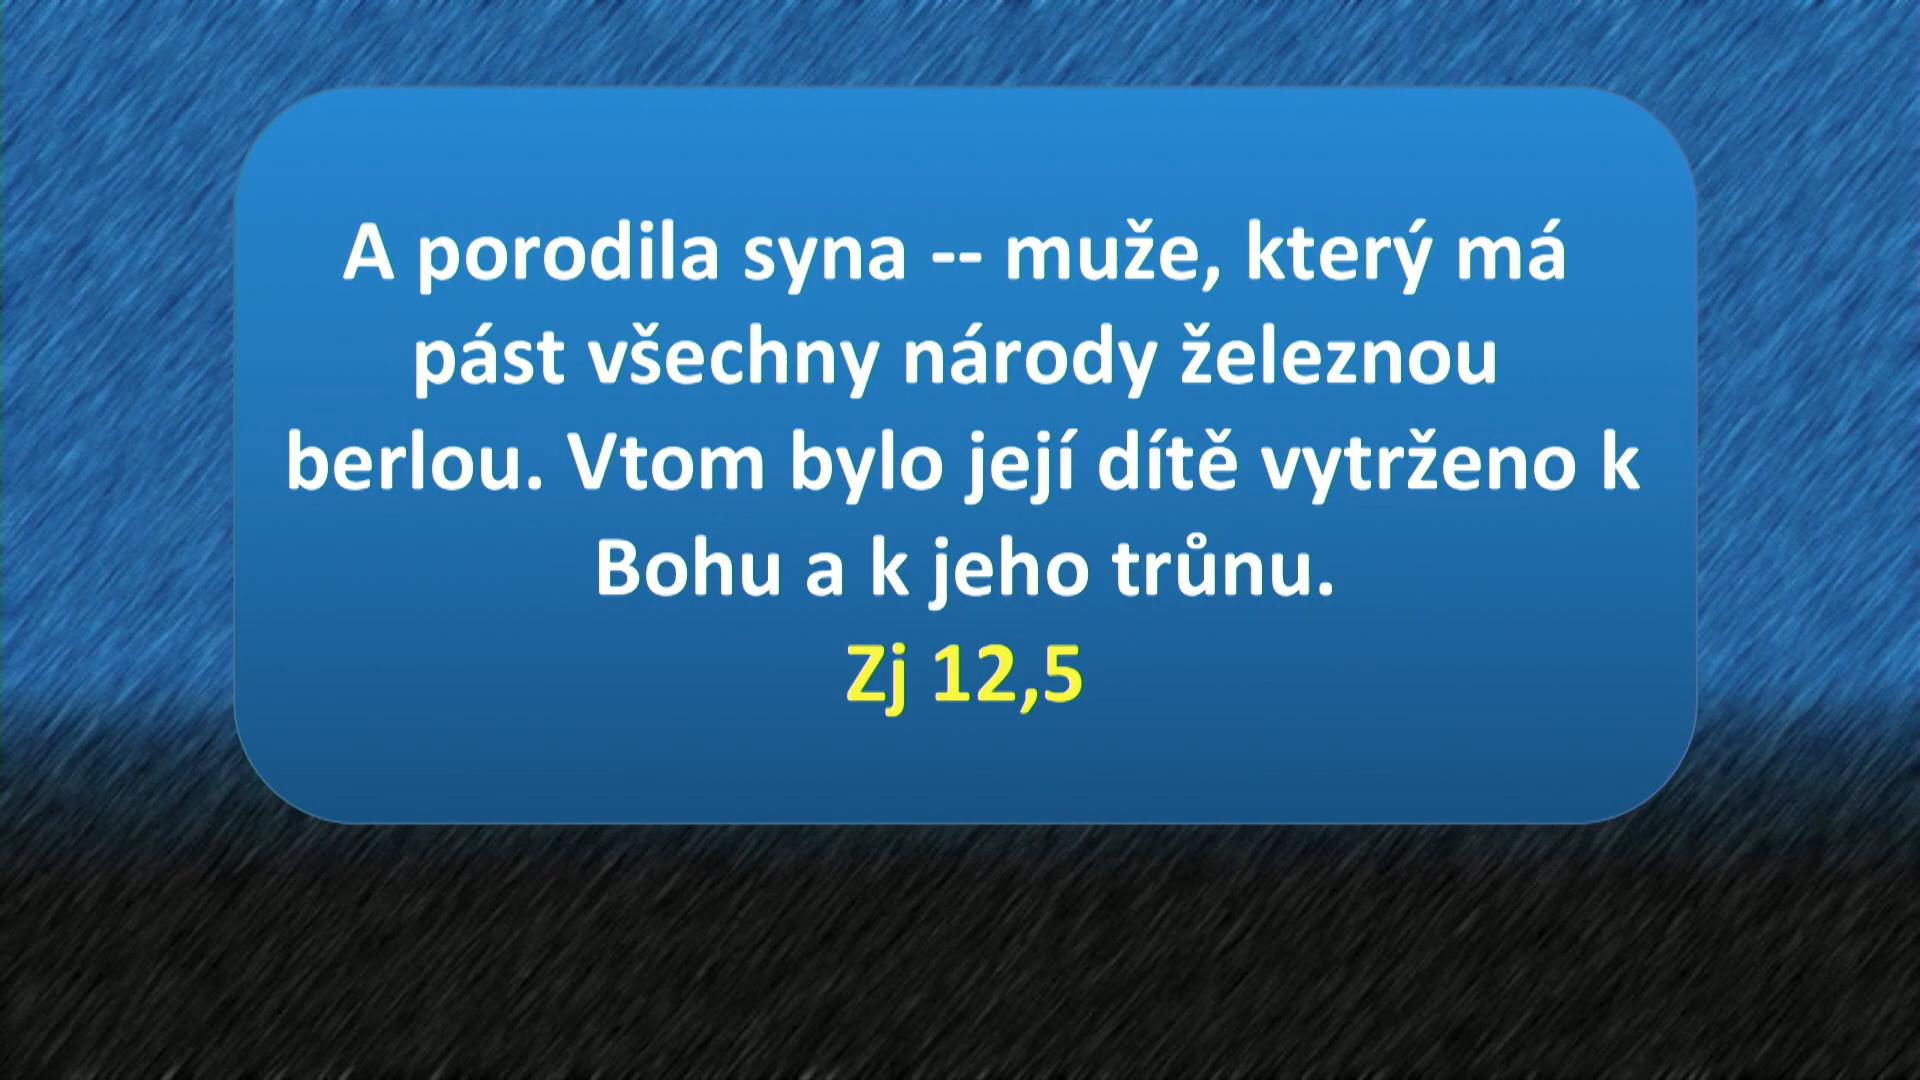 A porodila syna -- muže, který má
pást všechny národy železnou
berlou. Vtom bylo její dítě vytrženo k
Bohu a k jeho trůnu.
Zj 12,5